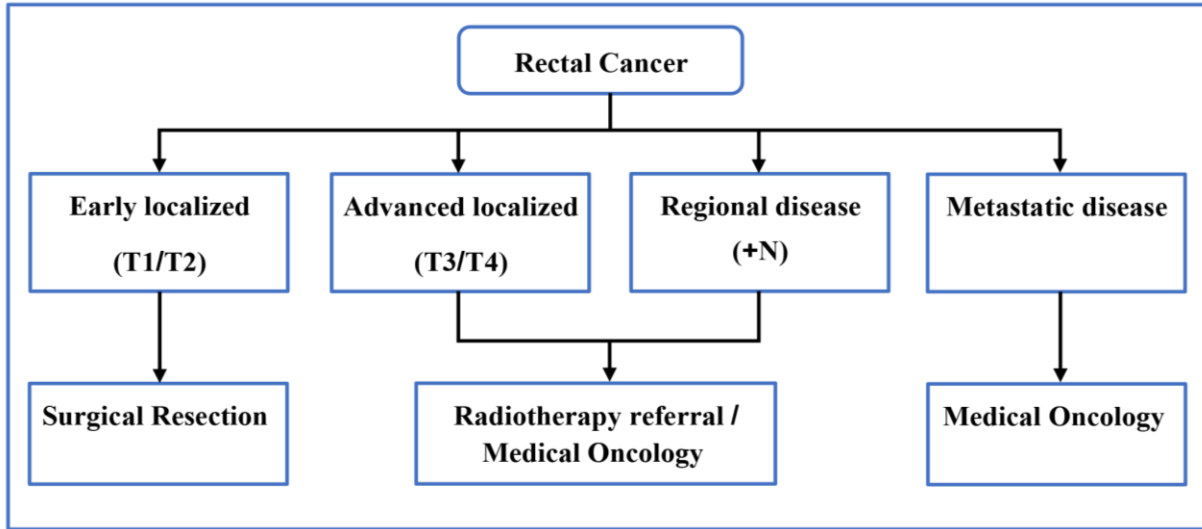 Rectal Cancer
Early localized
(T1/T2)
Advanced localized
(T3/T4)
Regional disease
(+N)
Metastatic disease
Surgical Resection
Radiotherapy referral /
Medical Oncology
Medical Oncology